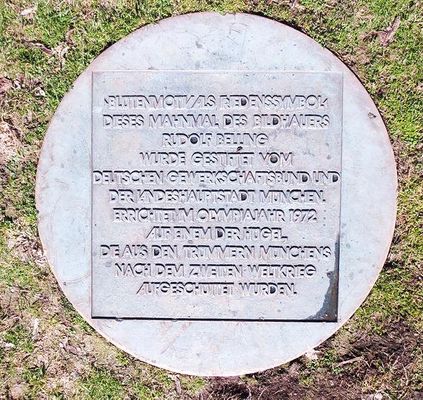 "BLÜTENMOTIV ALS FRIEDENSSYMBOL"
DIESES MAHNMAL DES BILDHAUERS
RUDOLF BELLING
WURDE GESTIFTET VOM
DEUTSCHEN GEWERKSCHAFTSBUND UND
DER LANDESHAUPTSTADT MÜNCHEN.
ERRICHTET IM OLYMPIAJAHR 1972
AUF EINEM DER HÜGEL,
DIE AUS DEN TRÜMMERN MÜNCHENS
NACH DEM ZWEITEN WELTKRIEG
AUFGESCHÜTTET WURDEN.